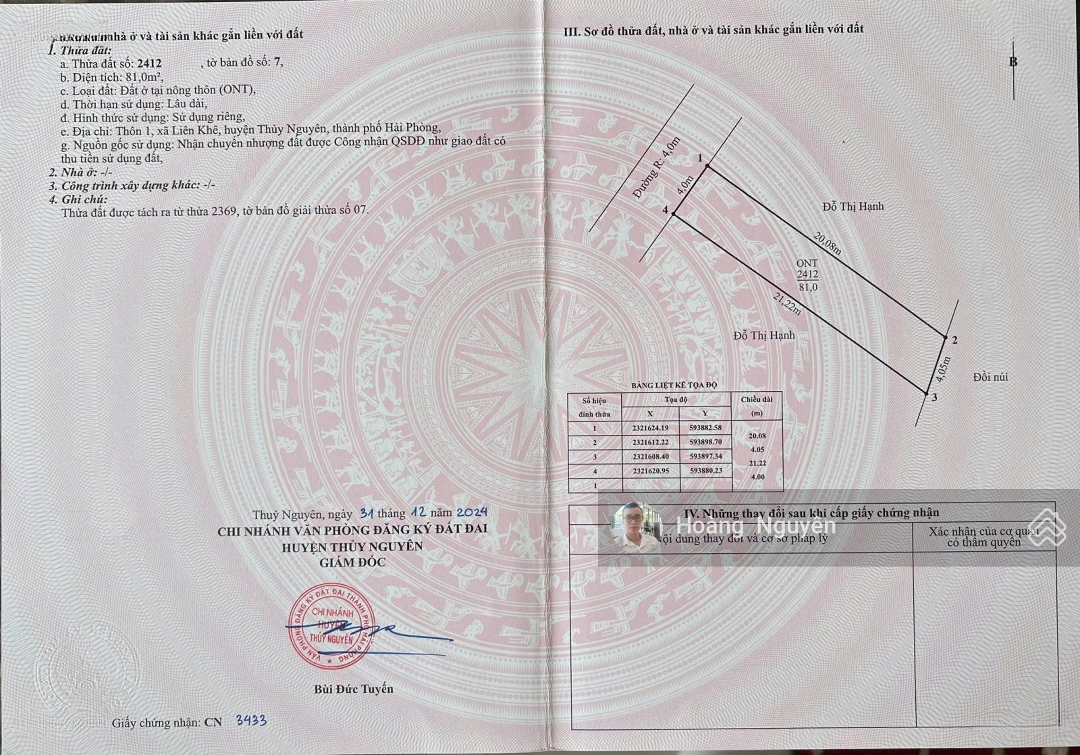 nhà ở và tài sản khác gắn liền với đất
1. Thửa đất:
a. Thửa đất số: 2412 , tờ bản đồ số: 7,
b. Diện tích: 81,0m²,
c. Loại đất: Đất ở tại nông thôn (ONT),
d. Thời hạn sử dụng: Lâu dài,
đ. Hình thức sử dụng: Sử dụng riêng,
e. Địa chỉ: Thôn 1, xã Liên Khê, huyện Thủy Nguyên, thành phố Hải Phòng,
g. Nguồn gốc sử dụng: Nhận chuyển nhượng đất được Công nhận QSDĐ như giao đất có
thu tiền sử dụng đất,
2. Nhà ở: -/-
3. Công trình xây dựng khác: -/-
4. Ghi chú:
Thửa đất được tách ra từ thửa 2369, tờ bản đồ giải thửa số 07.
Thuỷ Nguyên, ngày 31 tháng 12 năm 2024
CHI NHÁNH VĂN PHÒNG ĐĂNG KÝ ĐẤT ĐAI
HUYỆN THỦY NGUYÊN
GIÁM ĐỐC
VĂN PHÒNG ĐĂNG KÝ ĐẤT ĐAI THÀNH PHỐ HẢI PHÒNG
CHI NHÁNH
HUYỆN
THỦY NGUYÊN
Bùi Đức Tuyến
Giấy chứng nhận: CN 3433
III. Sơ đồ thửa đất, nhà ở và tài sản khác gắn liền với đất
B
Đường R: 4,0m
1
4,0m
4
Đỗ Thị Hạnh
20,08m
ONT
2412
81,0
21,22m
Đỗ Thị Hạnh
2
4,05m
Đồi núi
3
BẢNG LIỆT KÊ TỌA ĐỘ
Số hiệu đỉnh thửa Tọa độ Chiều dài (m)
X Y
1 2321624.19 593882.58
20.08
2 2321612.22 593898.70
4.05
3 2321608.40 593897.34
21.22
4 2321620.95 593880.23
4.00
1
IV. Những thay đổi sau khi cấp giấy chứng nhận
Nội dung thay đổi và cơ sở pháp lý
Xác nhận của cơ quan
có thẩm quyền
Hoàng Nguyên